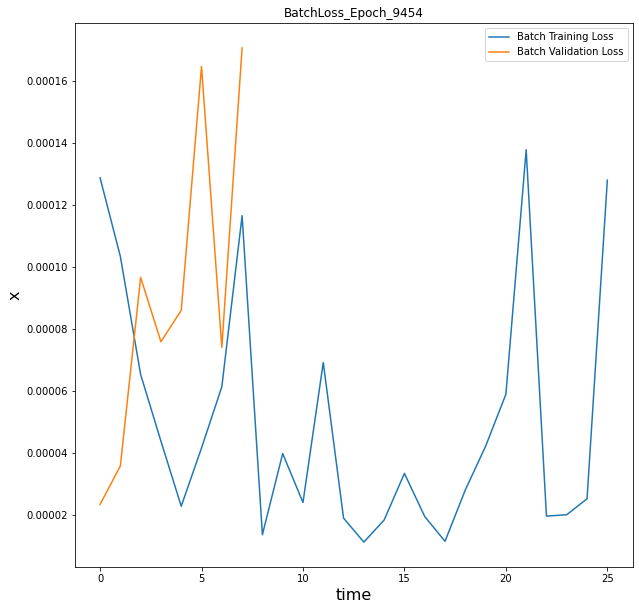 BatchLoss_Epoch_9454
Batch Training Loss
Batch Validation Loss
0.00016
0.00014
0.00012
0.00010
0.00008
0.00006
0.00004
0.00002
x
0 5 10 15 20 25
time